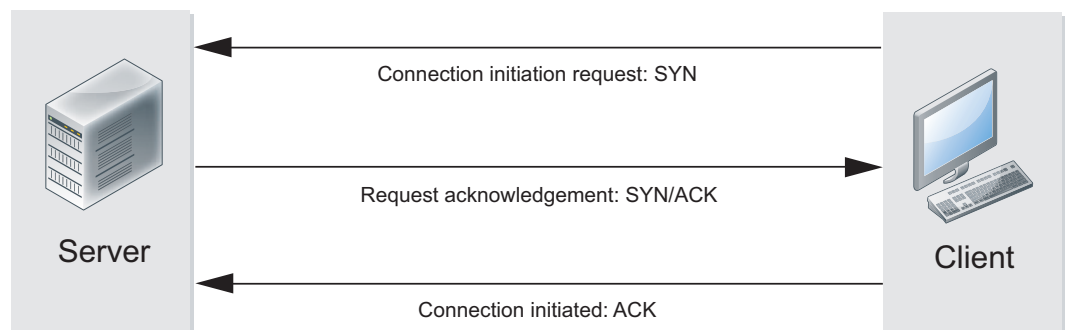 Connection initiation request: SYN
Request acknowledgement: SYN/ACK
Server
Client
Connection initiated: ACK